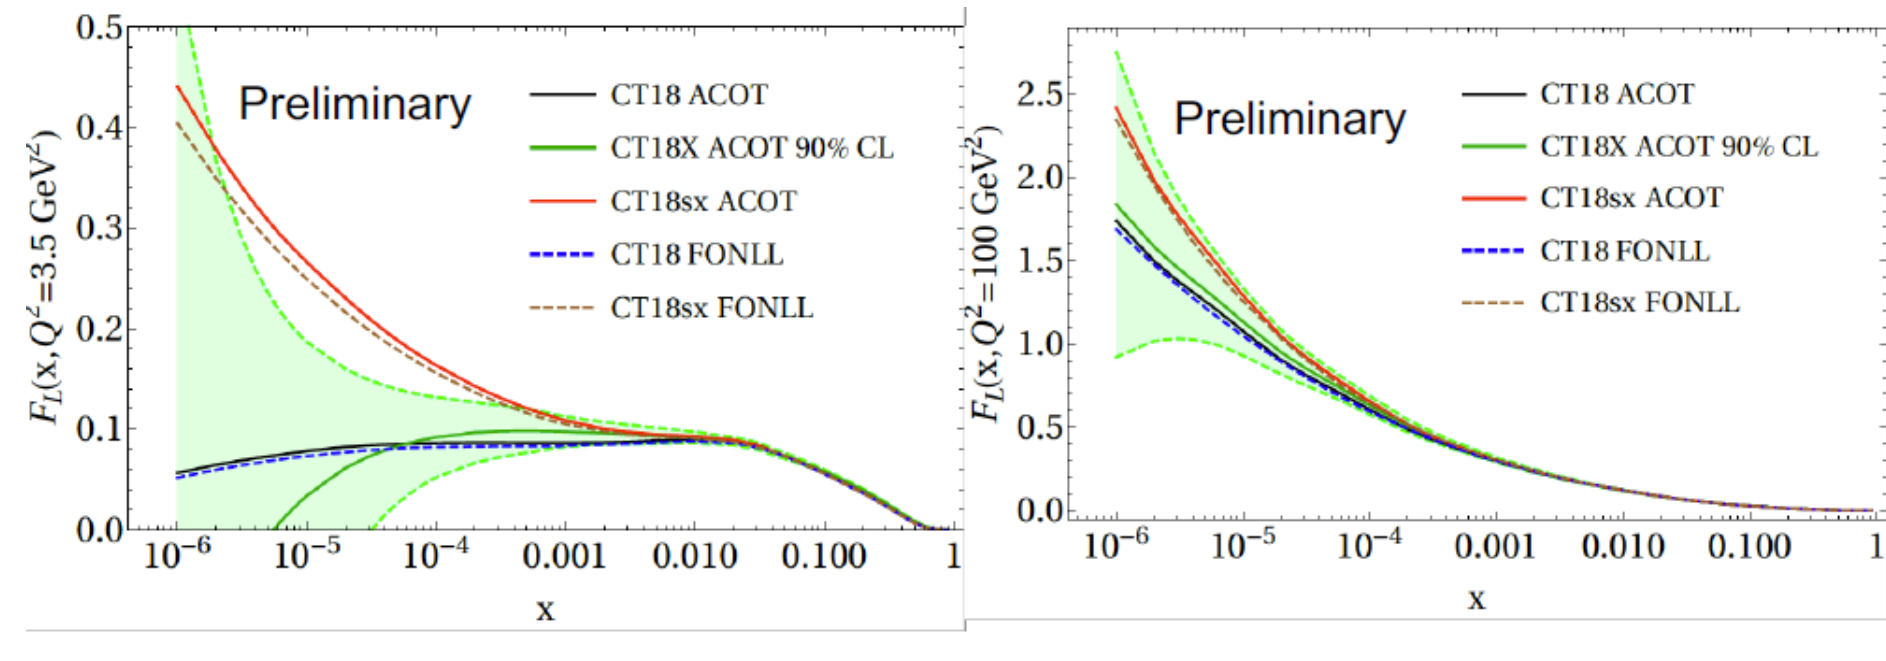 F_L(x,Q²=3.5 GeV²)
0.5
0.4
0.3
0.2
0.1
0.0
Preliminary
CT18 ACOT
CT18X ACOT 90% CL
CT18sx ACOT
CT18 FONLL
CT18sx FONLL
10⁻⁶ 10⁻⁵ 10⁻⁴ 0.001 0.010 0.100 1
x
F_L(x,Q²=100 GeV²)
2.5
2.0
1.5
1.0
0.5
0.0
Preliminary
CT18 ACOT
CT18X ACOT 90% CL
CT18sx ACOT
CT18 FONLL
CT18sx FONLL
10⁻⁶ 10⁻⁵ 10⁻⁴ 0.001 0.010 0.100 1
x